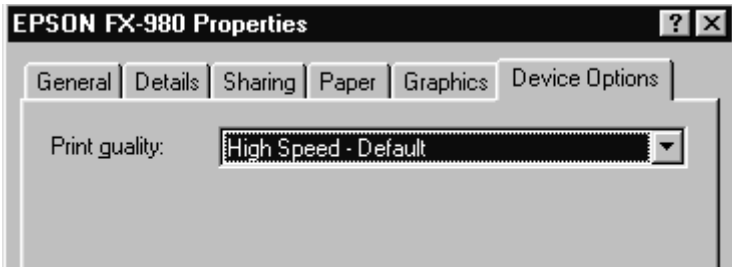 EPSON FX-980 Properties
General Details Sharing Paper Graphics Device Options
Print quality: High Speed - Default